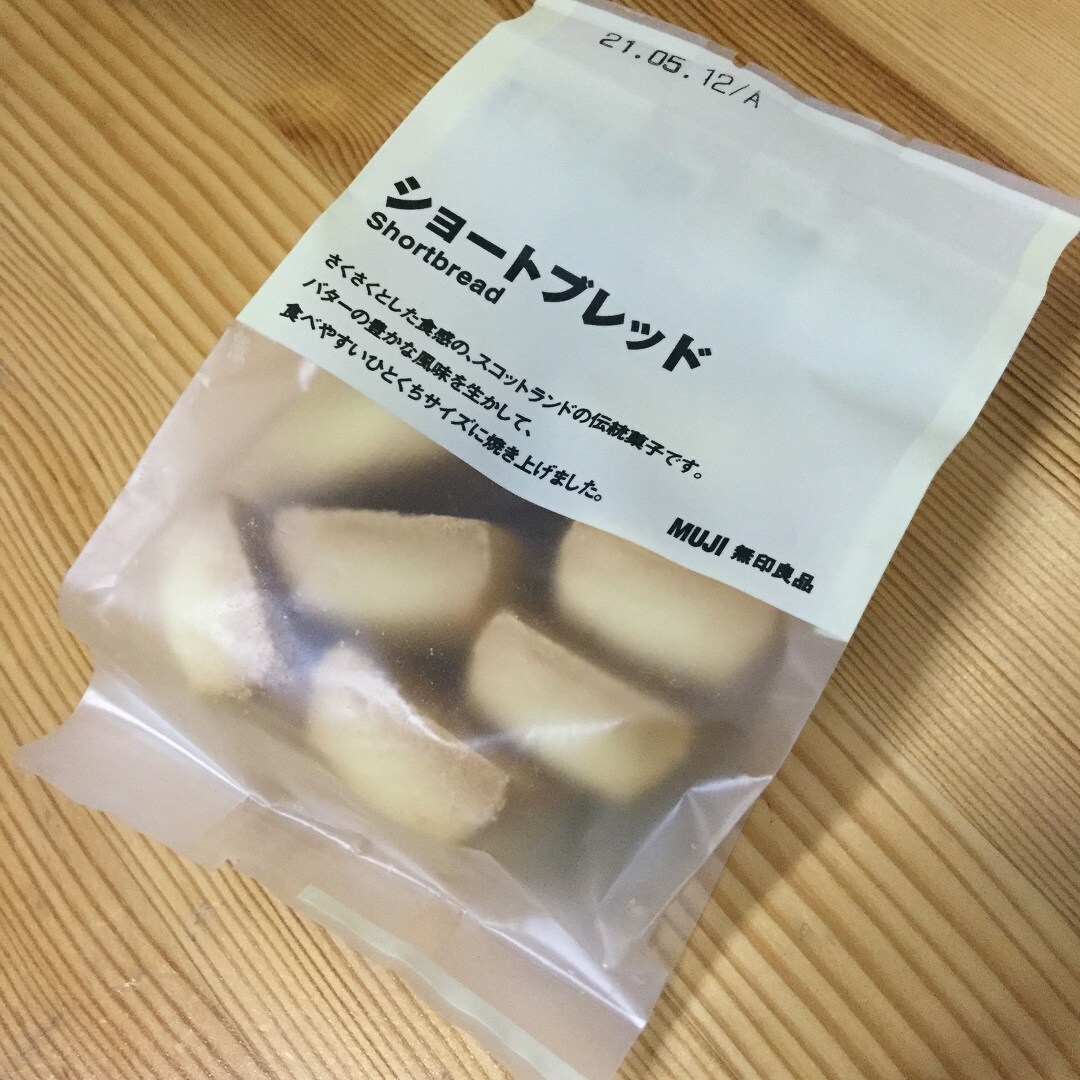 21.05.12/A
ショートブレッド
Shortbread
さくさくとした食感の、スコットランドの伝統菓子です。
バターの豊かな風味を生かして、
食べやすいひとくちサイズに焼き上げました。
MUJI 無印良品